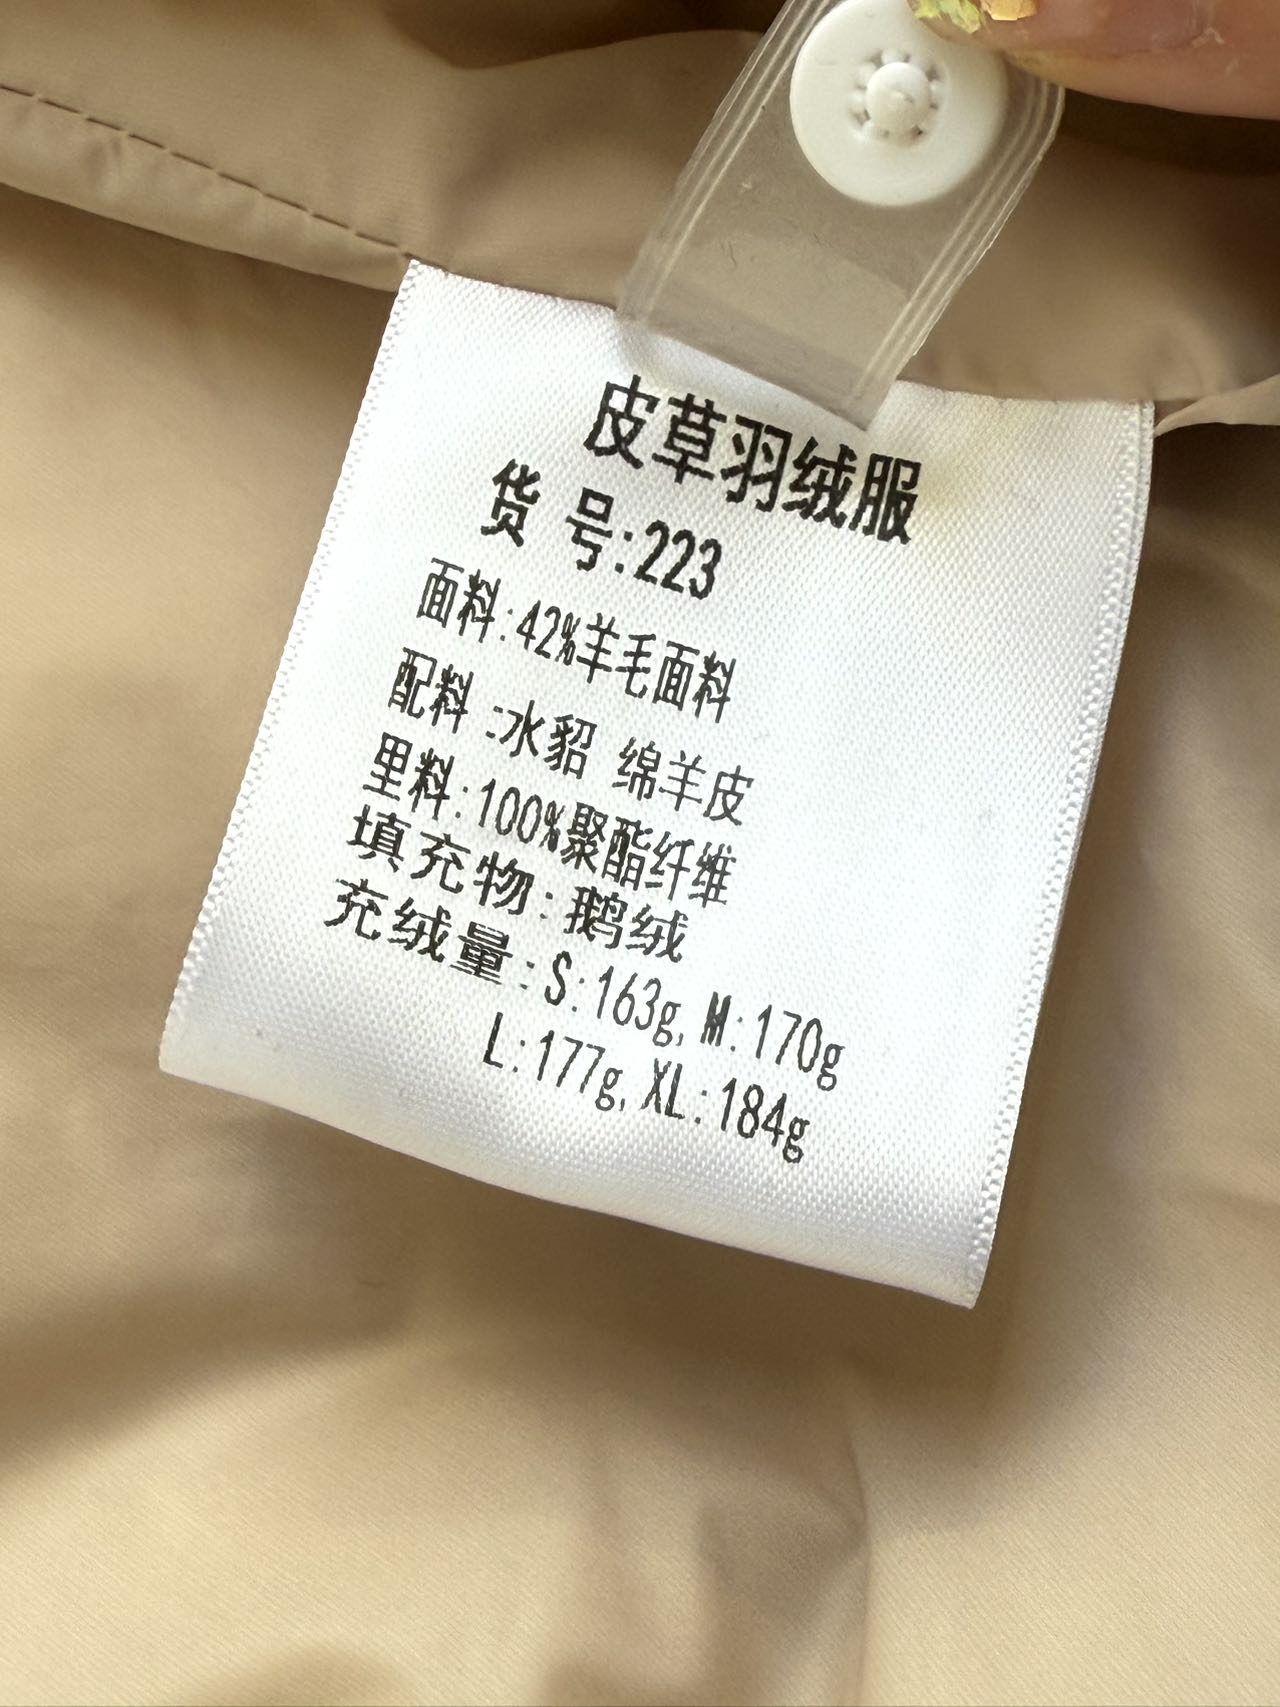 皮草羽绒服
货 号:223
面料:42%羊毛面料
配料 :水貂 绵羊皮
里料:100%聚酯纤维
填充物:鹅绒
充绒量:S:163g, M:170g
L:177g, XL:184g